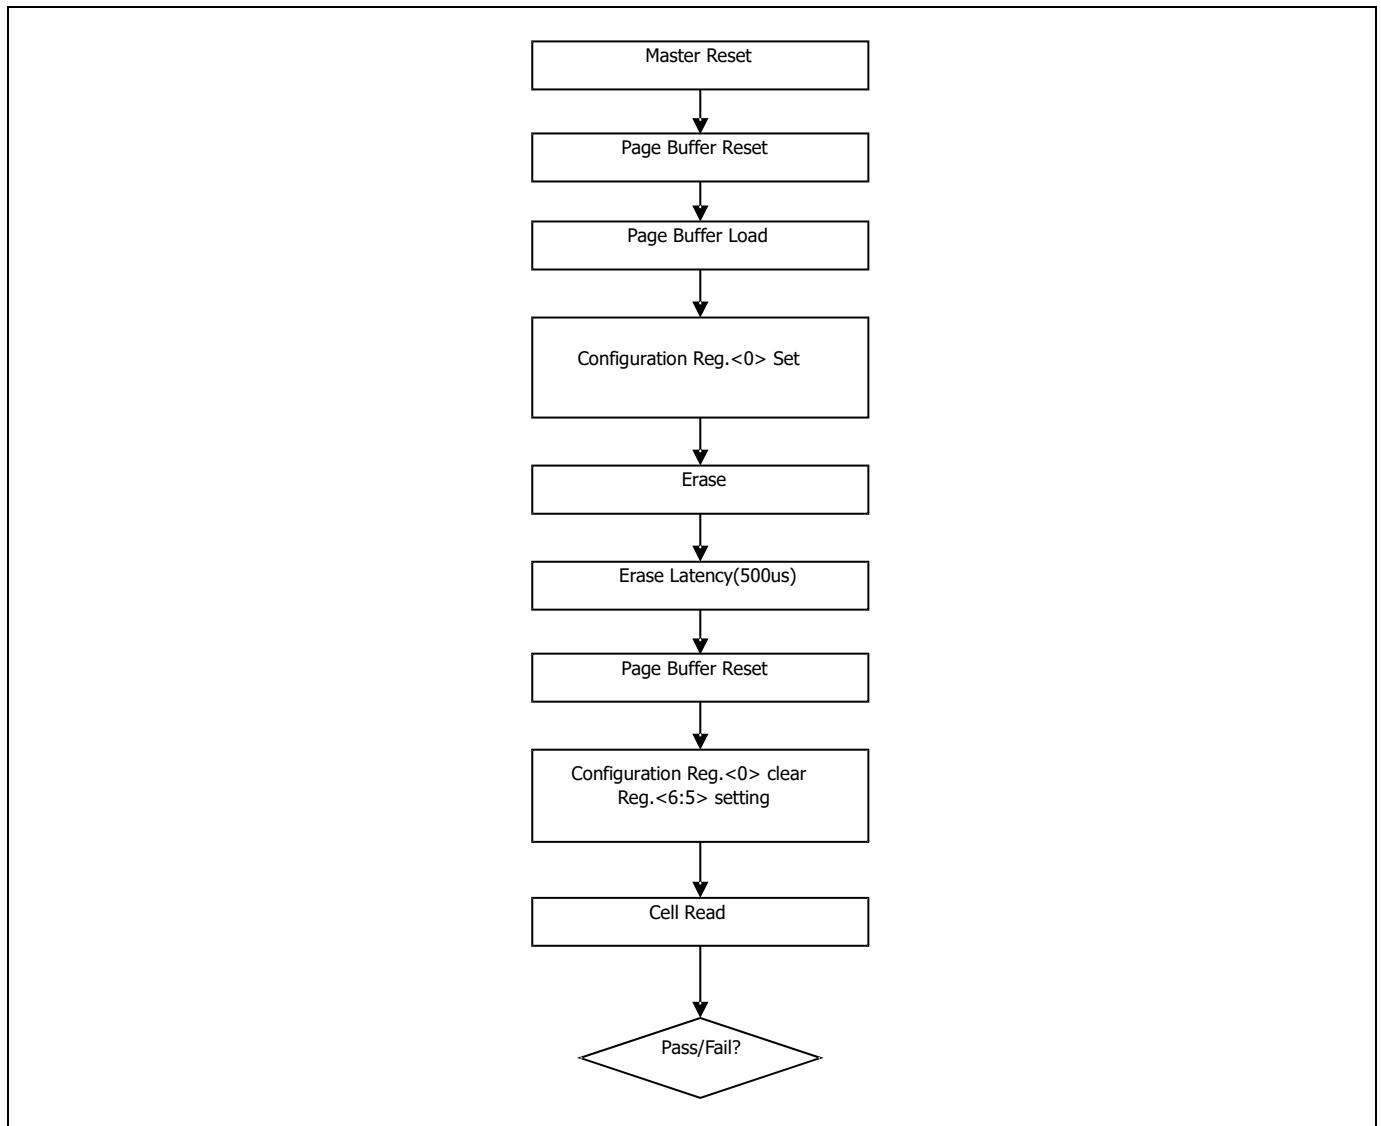 Master Reset
Page Buffer Reset
Page Buffer Load
Configuration Reg.<0> Set
Erase
Erase Latency(500us)
Page Buffer Reset
Configuration Reg.<0> clear
Reg.<6:5> setting
Cell Read
Pass/Fail?